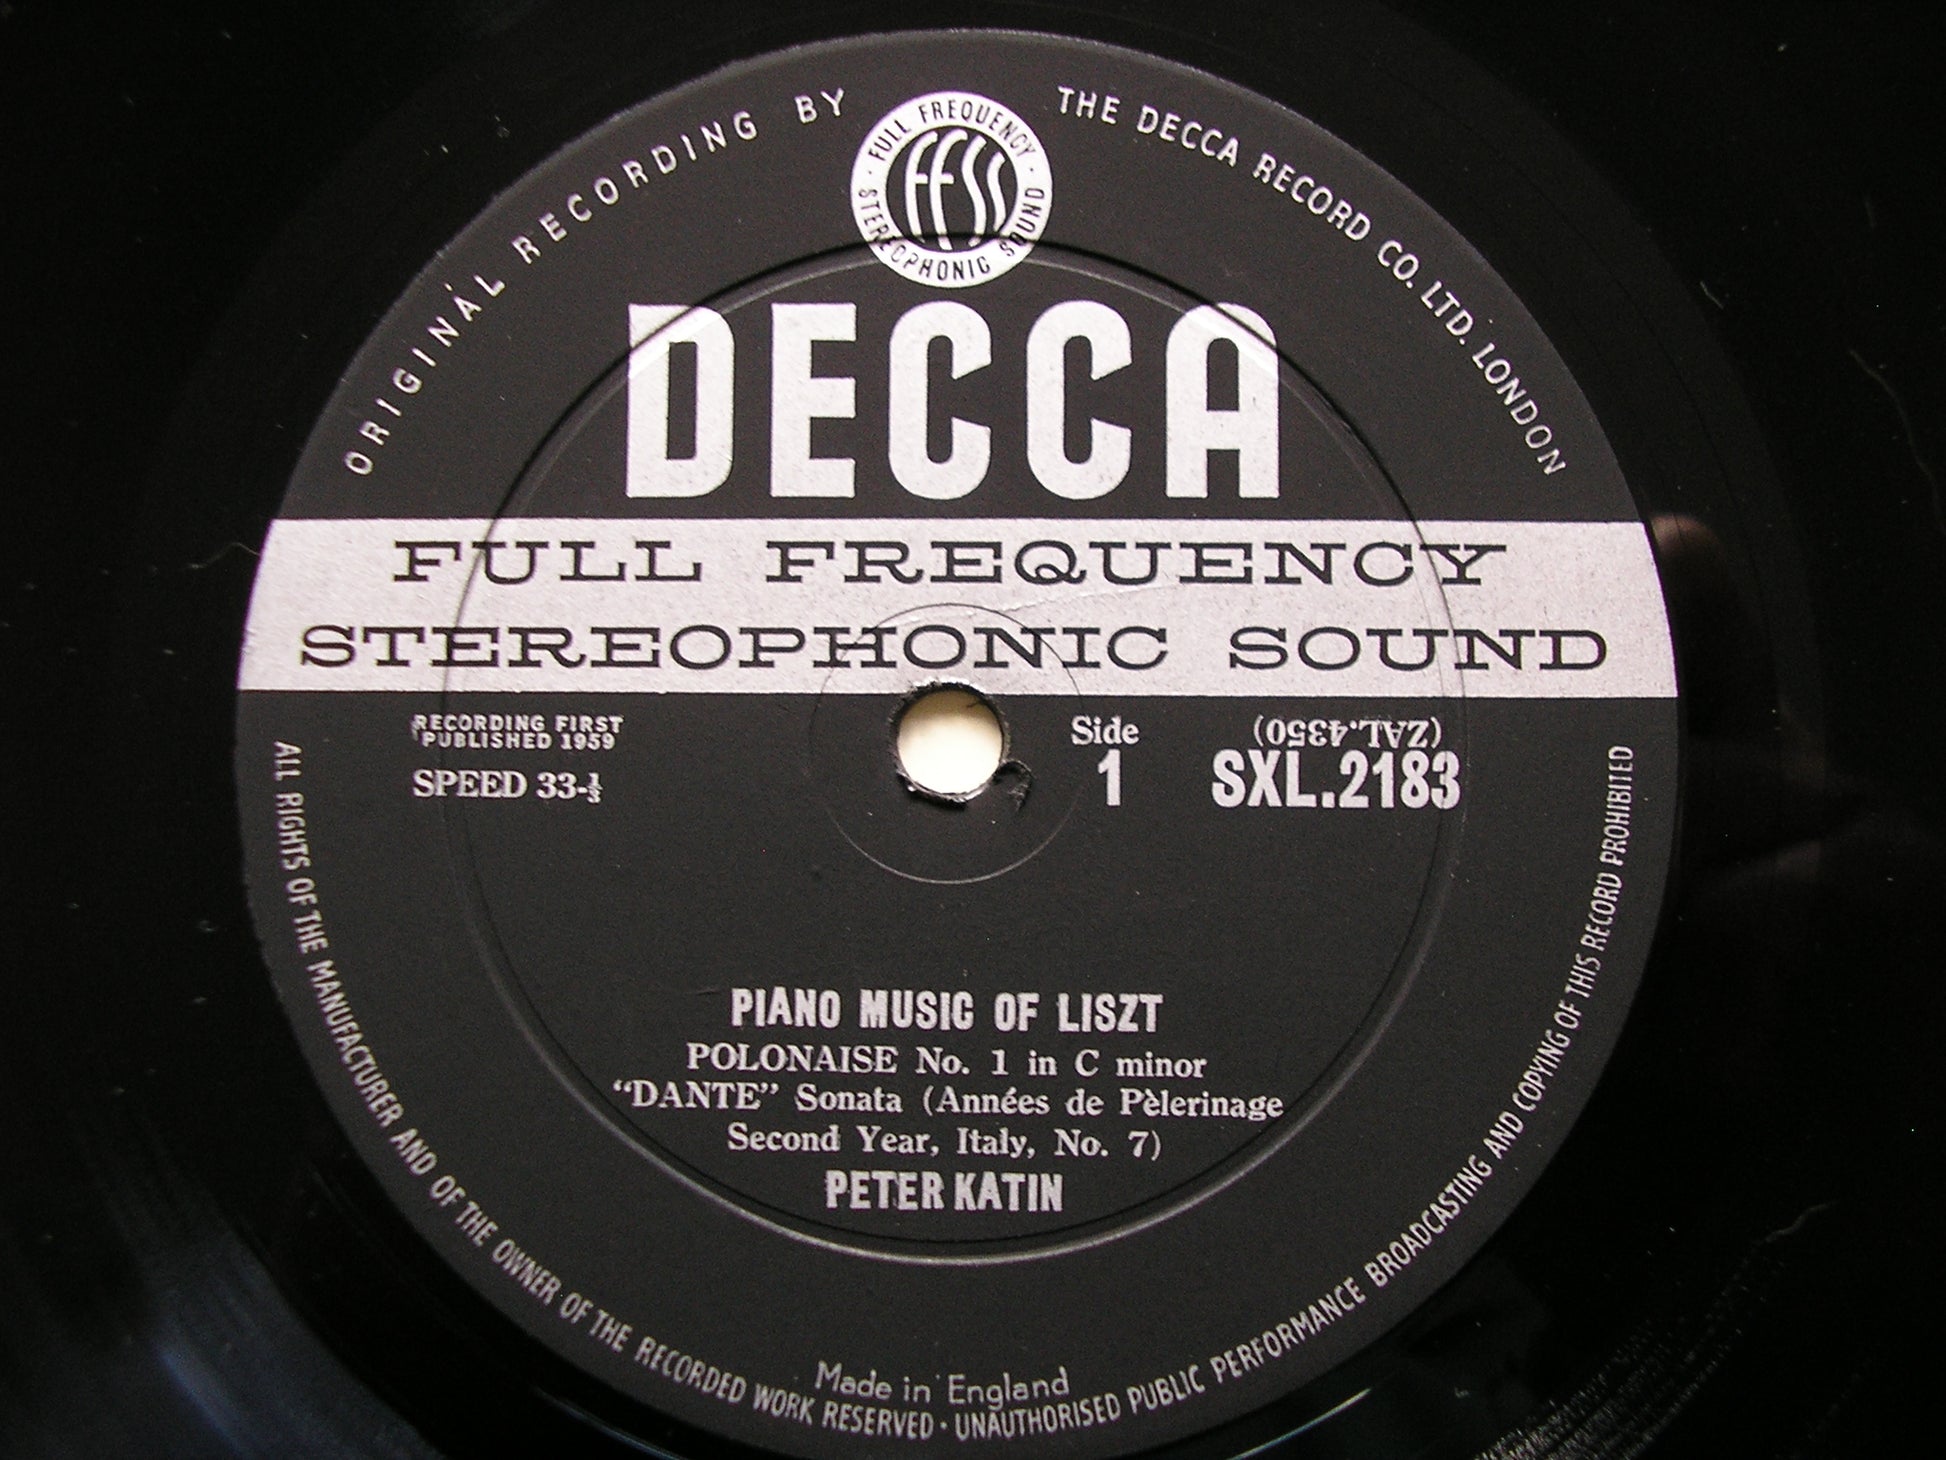 ORIGINAL RECORDING BY
THE DECCA RECORD CO. LTD. LONDON
· FULL FREQUENCY ·
STEREOPHONIC SOUND
FFSS
DECCA
FULL FREQUENCY
STEREOPHONIC SOUND
RECORDING FIRST
PUBLISHED 1959
SPEED 33-⅓
Side
1
(ZAL.4350)
SXL.2183
PIANO MUSIC OF LISZT
POLONAISE No. 1 in C minor
“DANTE” Sonata (Années de Pèlerinage
Second Year, Italy, No. 7)
PETER KATIN
Made in England
ALL RIGHTS OF THE MANUFACTURER AND OF THE OWNER OF THE RECORDED WORK RESERVED · UNAUTHORISED PUBLIC PERFORMANCE BROADCASTING AND COPYING OF THIS RECORD PROHIBITED